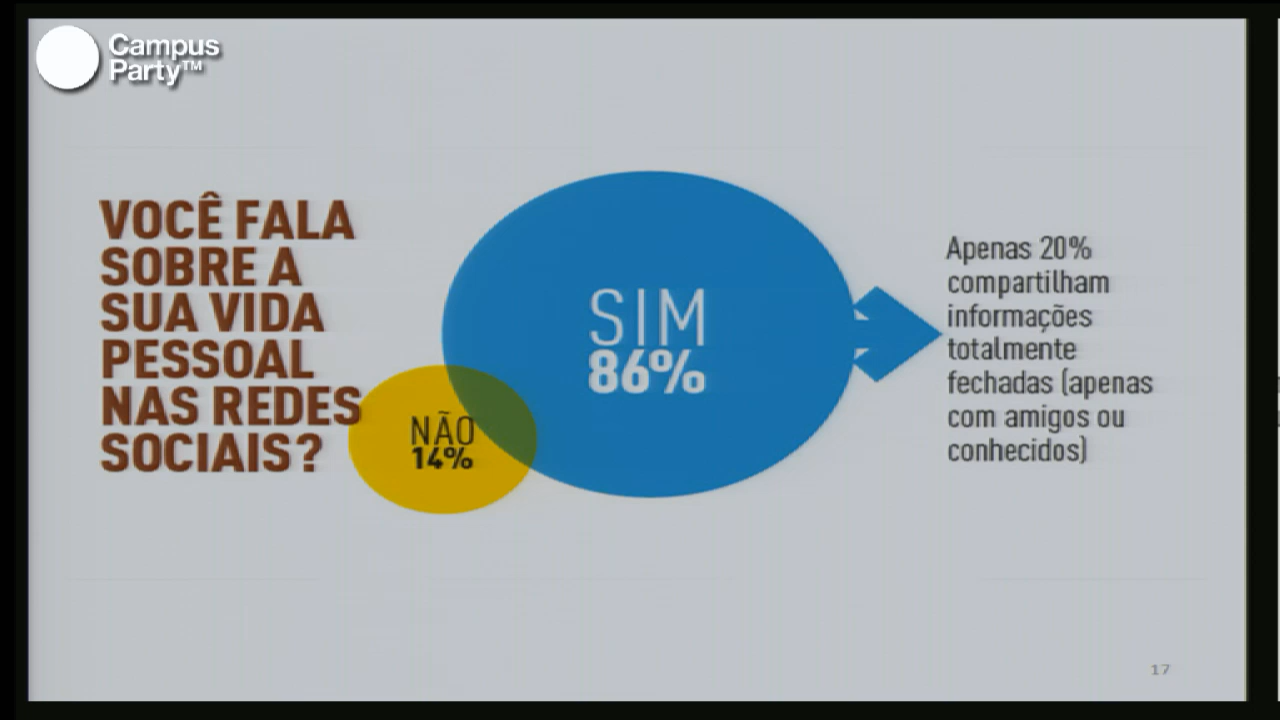 Campus
Party™
VOCÊ FALA
SOBRE A
SUA VIDA
PESSOAL
NAS REDES
SOCIAIS?
SIM
86%
NÃO
14%
Apenas 20%
compartilham
informações
totalmente
fechadas (apenas
com amigos ou
conhecidos)
17